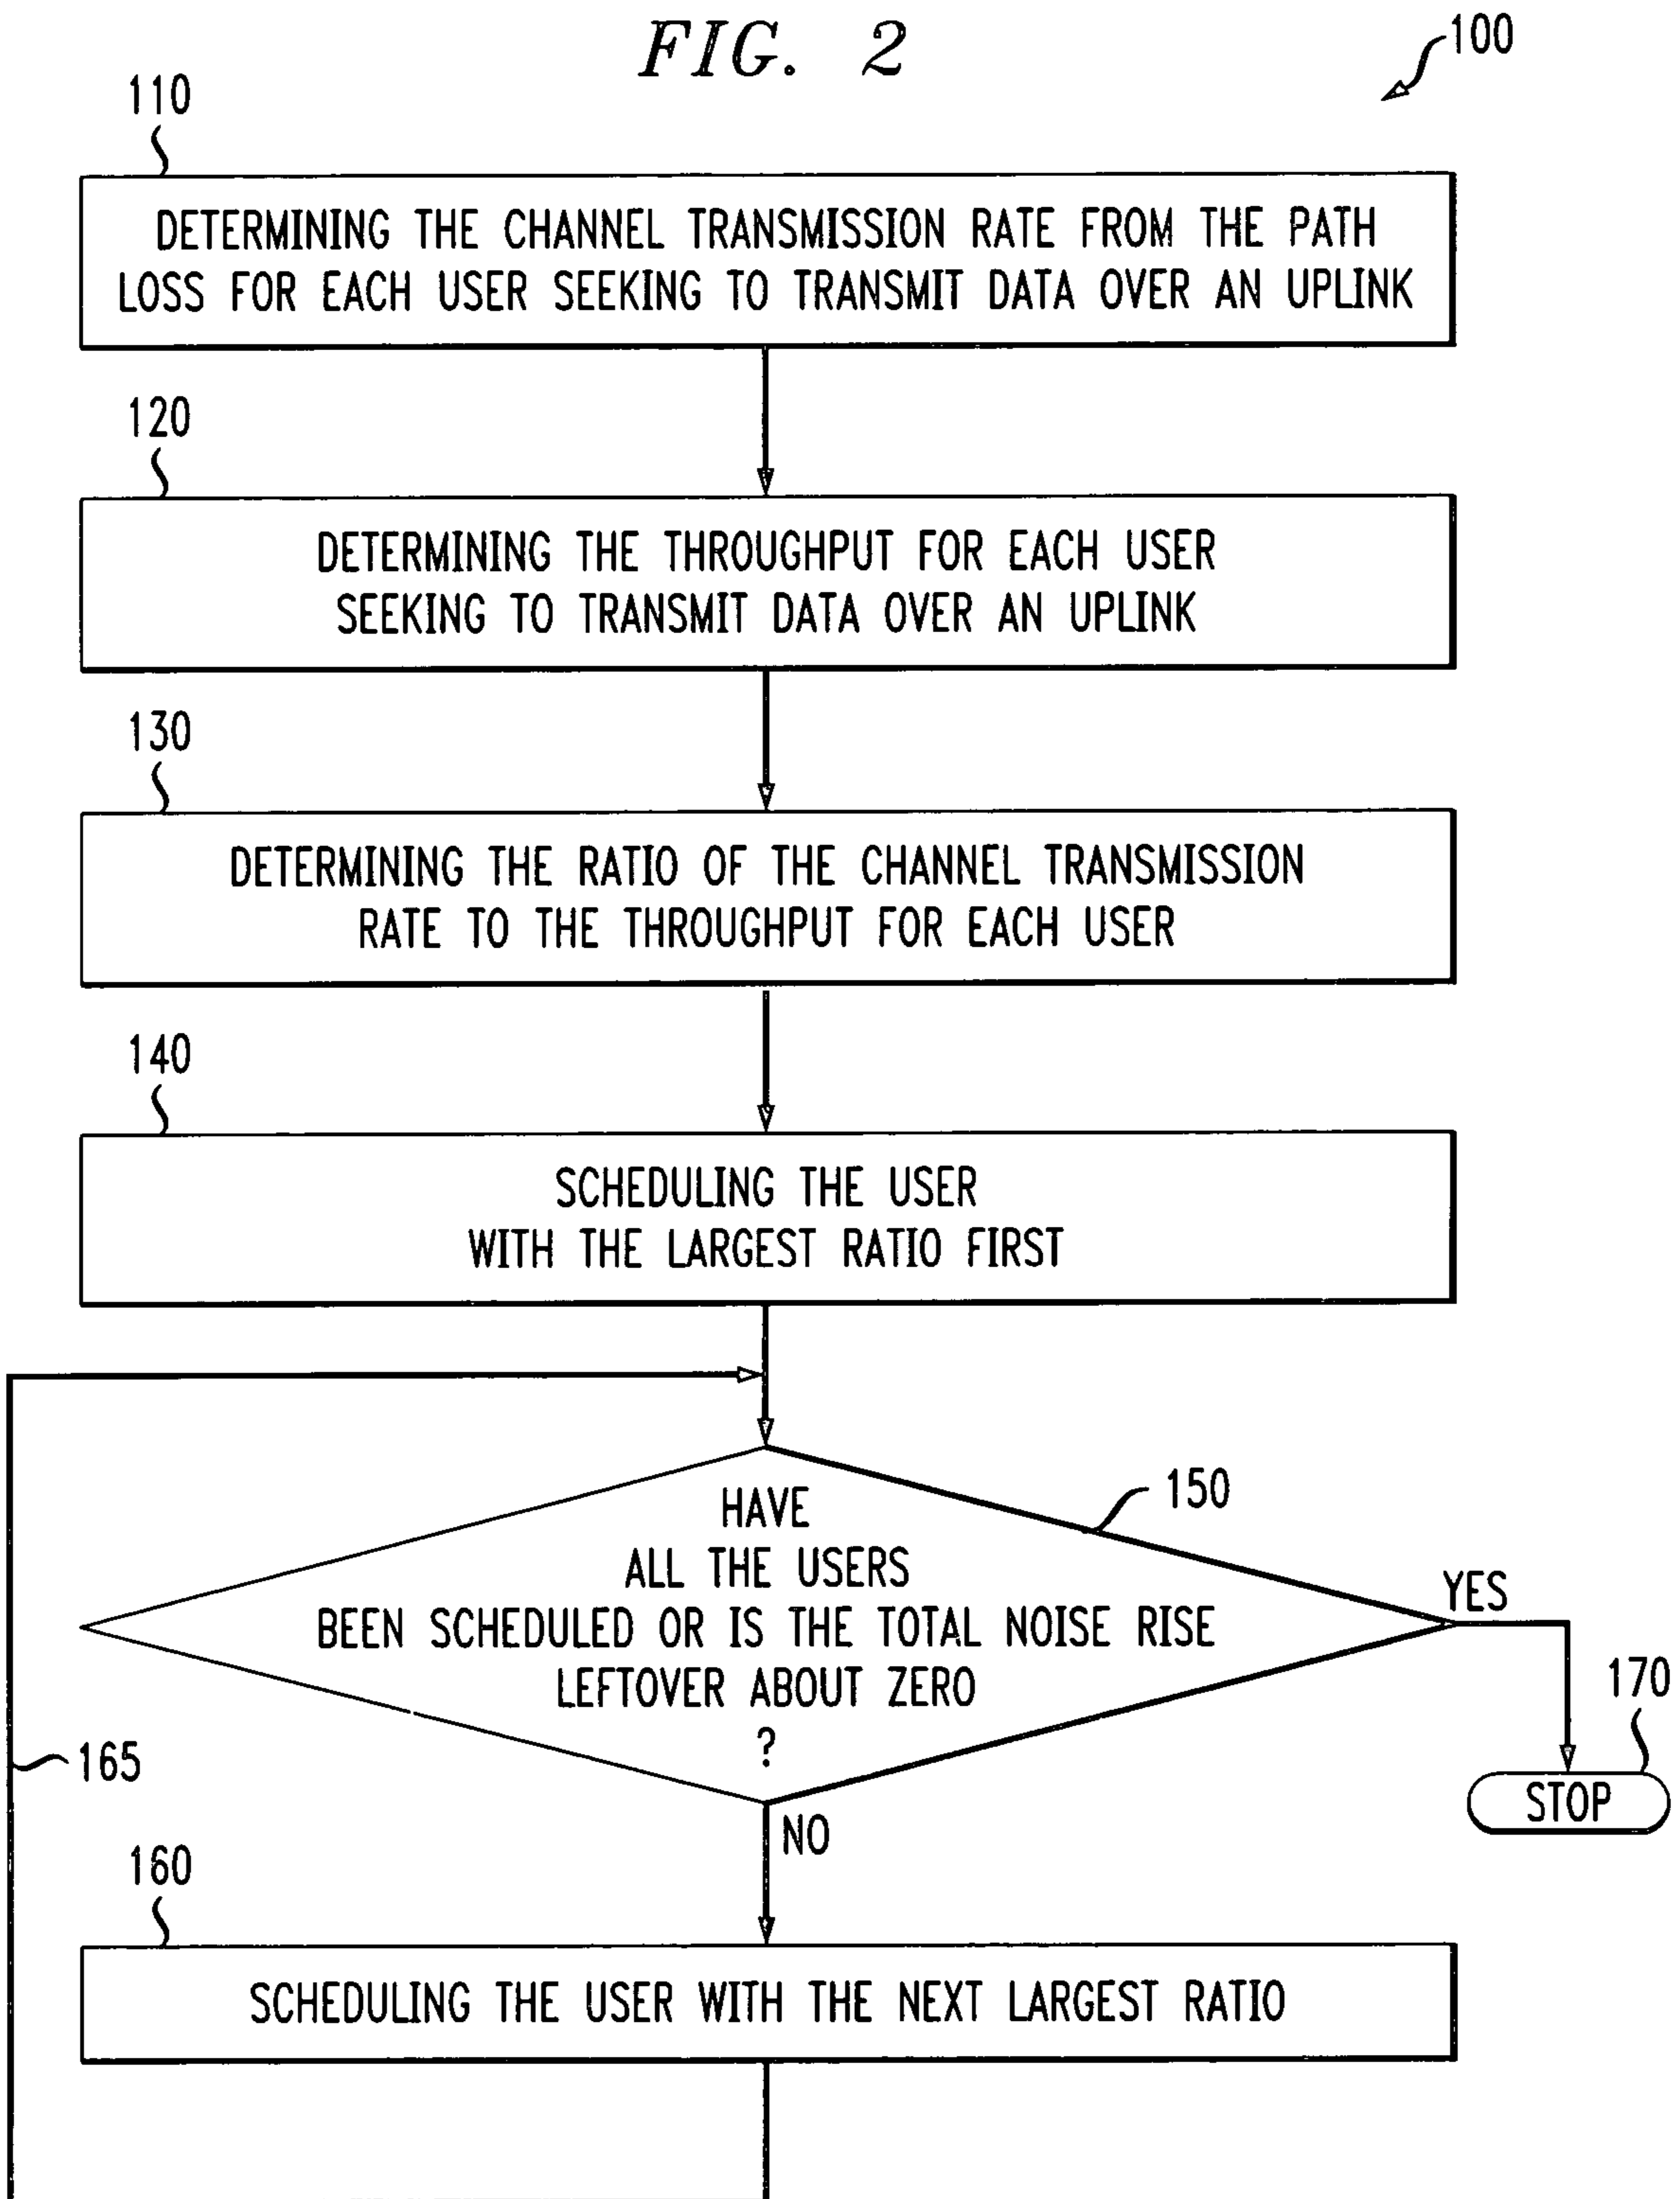 FIG. 2
100
110
DETERMINING THE CHANNEL TRANSMISSION RATE FROM THE PATH
LOSS FOR EACH USER SEEKING TO TRANSMIT DATA OVER AN UPLINK
120
DETERMINING THE THROUGHPUT FOR EACH USER
SEEKING TO TRANSMIT DATA OVER AN UPLINK
130
DETERMINING THE RATIO OF THE CHANNEL TRANSMISSION
RATE TO THE THROUGHPUT FOR EACH USER
140
SCHEDULING THE USER
WITH THE LARGEST RATIO FIRST
150
HAVE
ALL THE USERS
BEEN SCHEDULED OR IS THE TOTAL NOISE RISE
LEFTOVER ABOUT ZERO
?
YES
170
STOP
165
NO
160
SCHEDULING THE USER WITH THE NEXT LARGEST RATIO